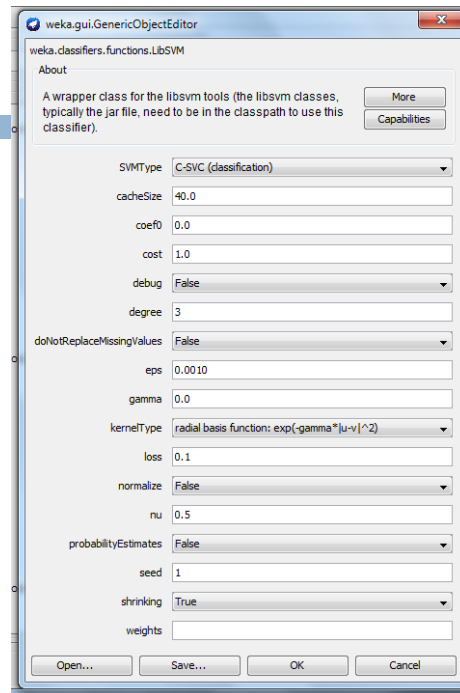 weka.gui.GenericObjectEditor
weka.classifiers.functions.LibSVM
About
A wrapper class for the libsvm tools (the libsvm classes,
typically the jar file, need to be in the classpath to use this
classifier).
More
Capabilities
SVMType C-SVC (classification)
cacheSize 40.0
coef0 0.0
cost 1.0
debug False
degree 3
doNotReplaceMissingValues False
eps 0.0010
gamma 0.0
kernelType radial basis function: exp(-gamma*|u-v|^2)
loss 0.1
normalize False
nu 0.5
probabilityEstimates False
seed 1
shrinking True
weights
Open... Save... OK Cancel